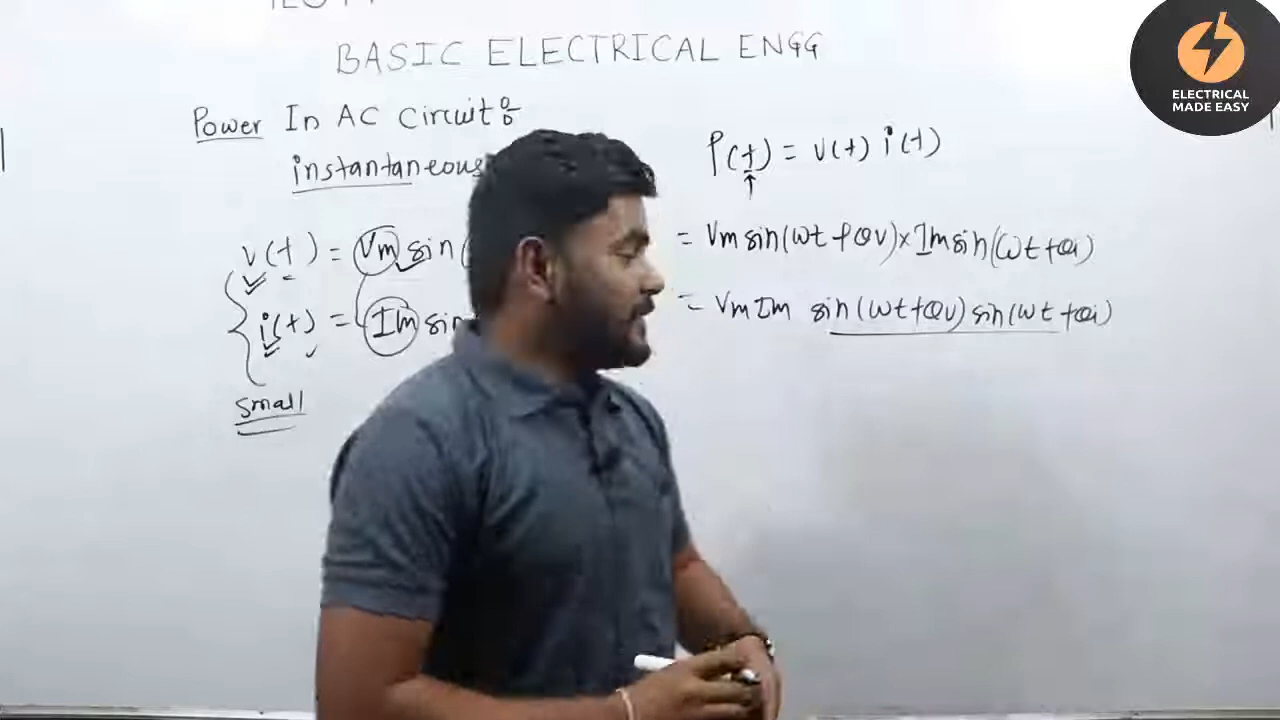 BASIC ELECTRICAL ENGG
Power In AC Circuit
instantaneous
v(t) = Vm sin(
i(t) = Im sin
small
P(t) = v(t) i(t)
= Vm sin(ωt + θv) × Im sin(ωt + θi)
= Vm Im sin(ωt + θv) sin(ωt + θi)
ELECTRICAL
MADE EASY